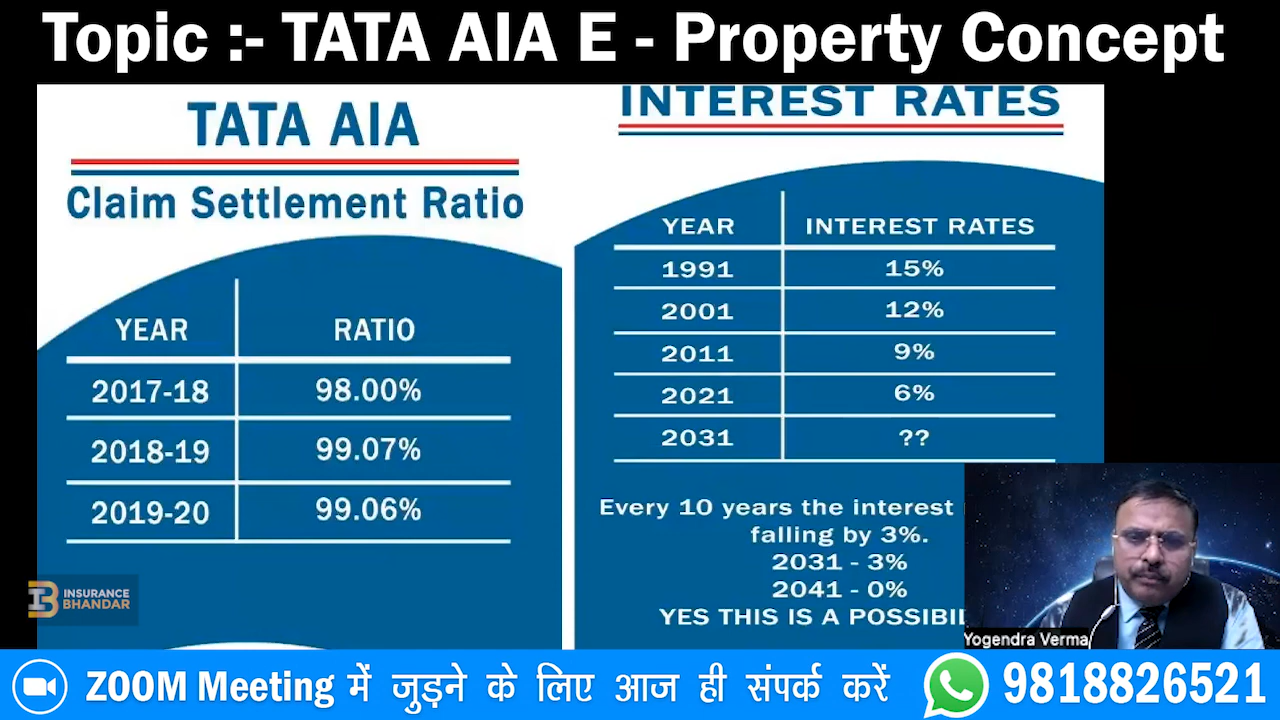 Topic :- TATA AIA E - Property Concept
TATA AIA
Claim Settlement Ratio
YEAR RATIO
2017-18 98.00%
2018-19 99.07%
2019-20 99.06%
INTEREST RATES
YEAR INTEREST RATES
1991 15%
2001 12%
2011 9%
2021 6%
2031 ??
Every 10 years the interest
falling by 3%.
2031 - 3%
2041 - 0%
YES THIS IS A POSSIBIL
INSURANCE
BHANDAR
Yogendra Verma
ZOOM Meeting में जुड़ने के लिए आज ही संपर्क करें 9818826521